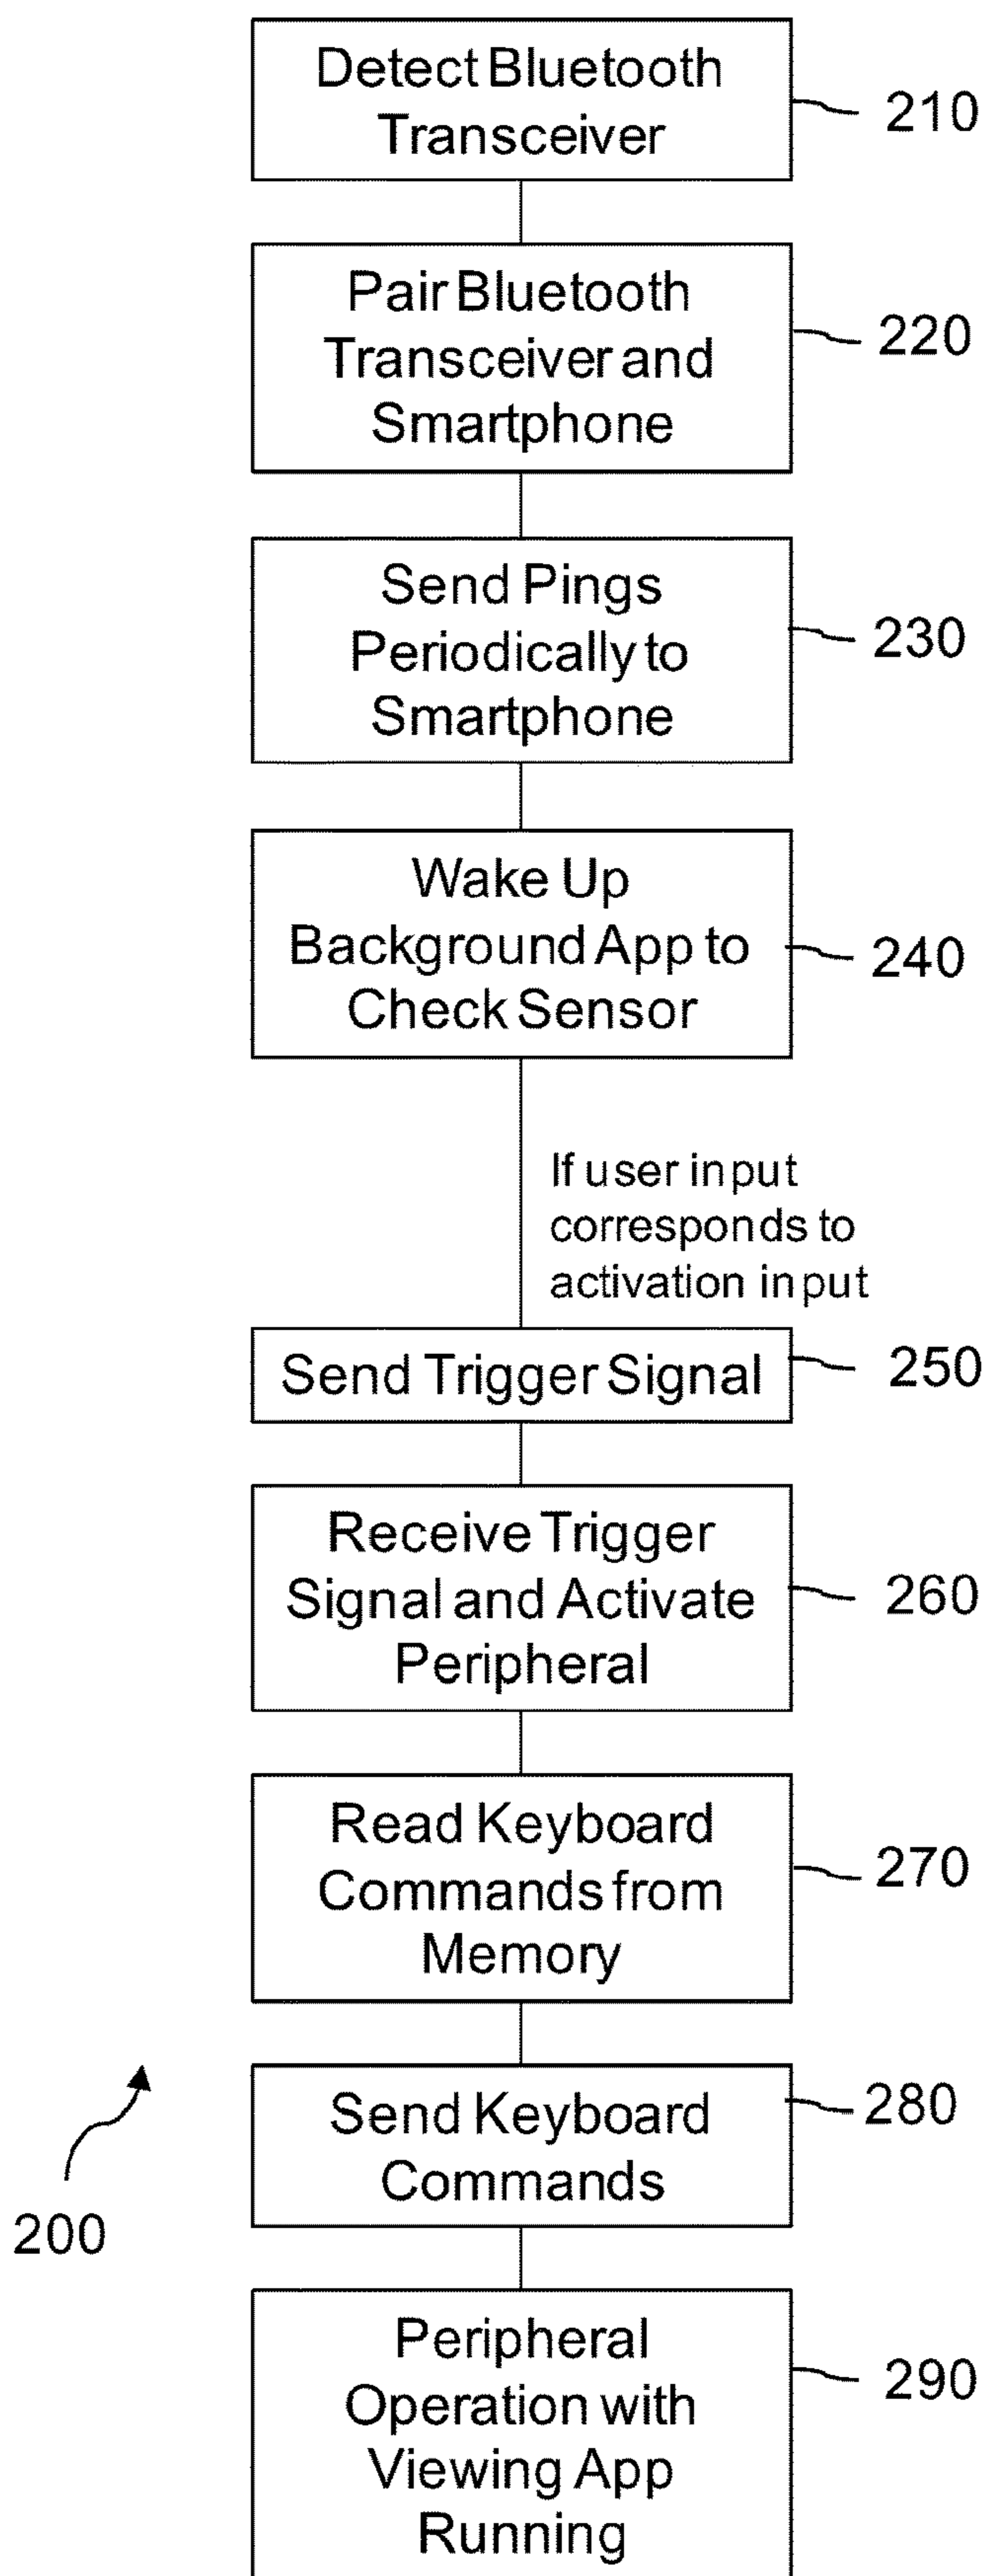 Detect Bluetooth
Transceiver
210
Pair Bluetooth
Transceiver and
Smartphone
220
Send Pings
Periodically to
Smartphone
230
Wake Up
Background App to
Check Sensor
240
If user input
corresponds to
activation input
Send Trigger Signal
250
Receive Trigger
Signal and Activate
Peripheral
260
Read Keyboard
Commands from
Memory
270
Send Keyboard
Commands
280
200
Peripheral
Operation with
Viewing App
Running
290